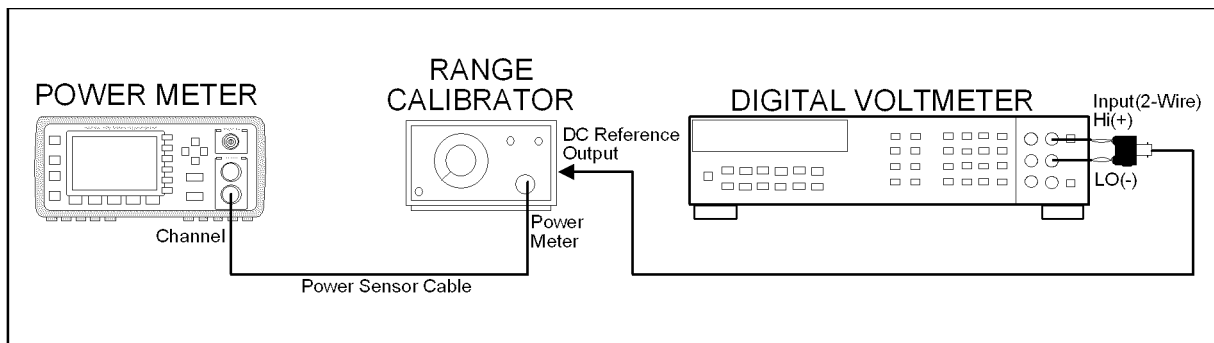 POWER METER
RANGE
CALIBRATOR
DIGITAL VOLTMETER
DC Reference
Output
Input(2-Wire)
Hi(+)
LO(-)
Channel
Power
Meter
Power Sensor Cable